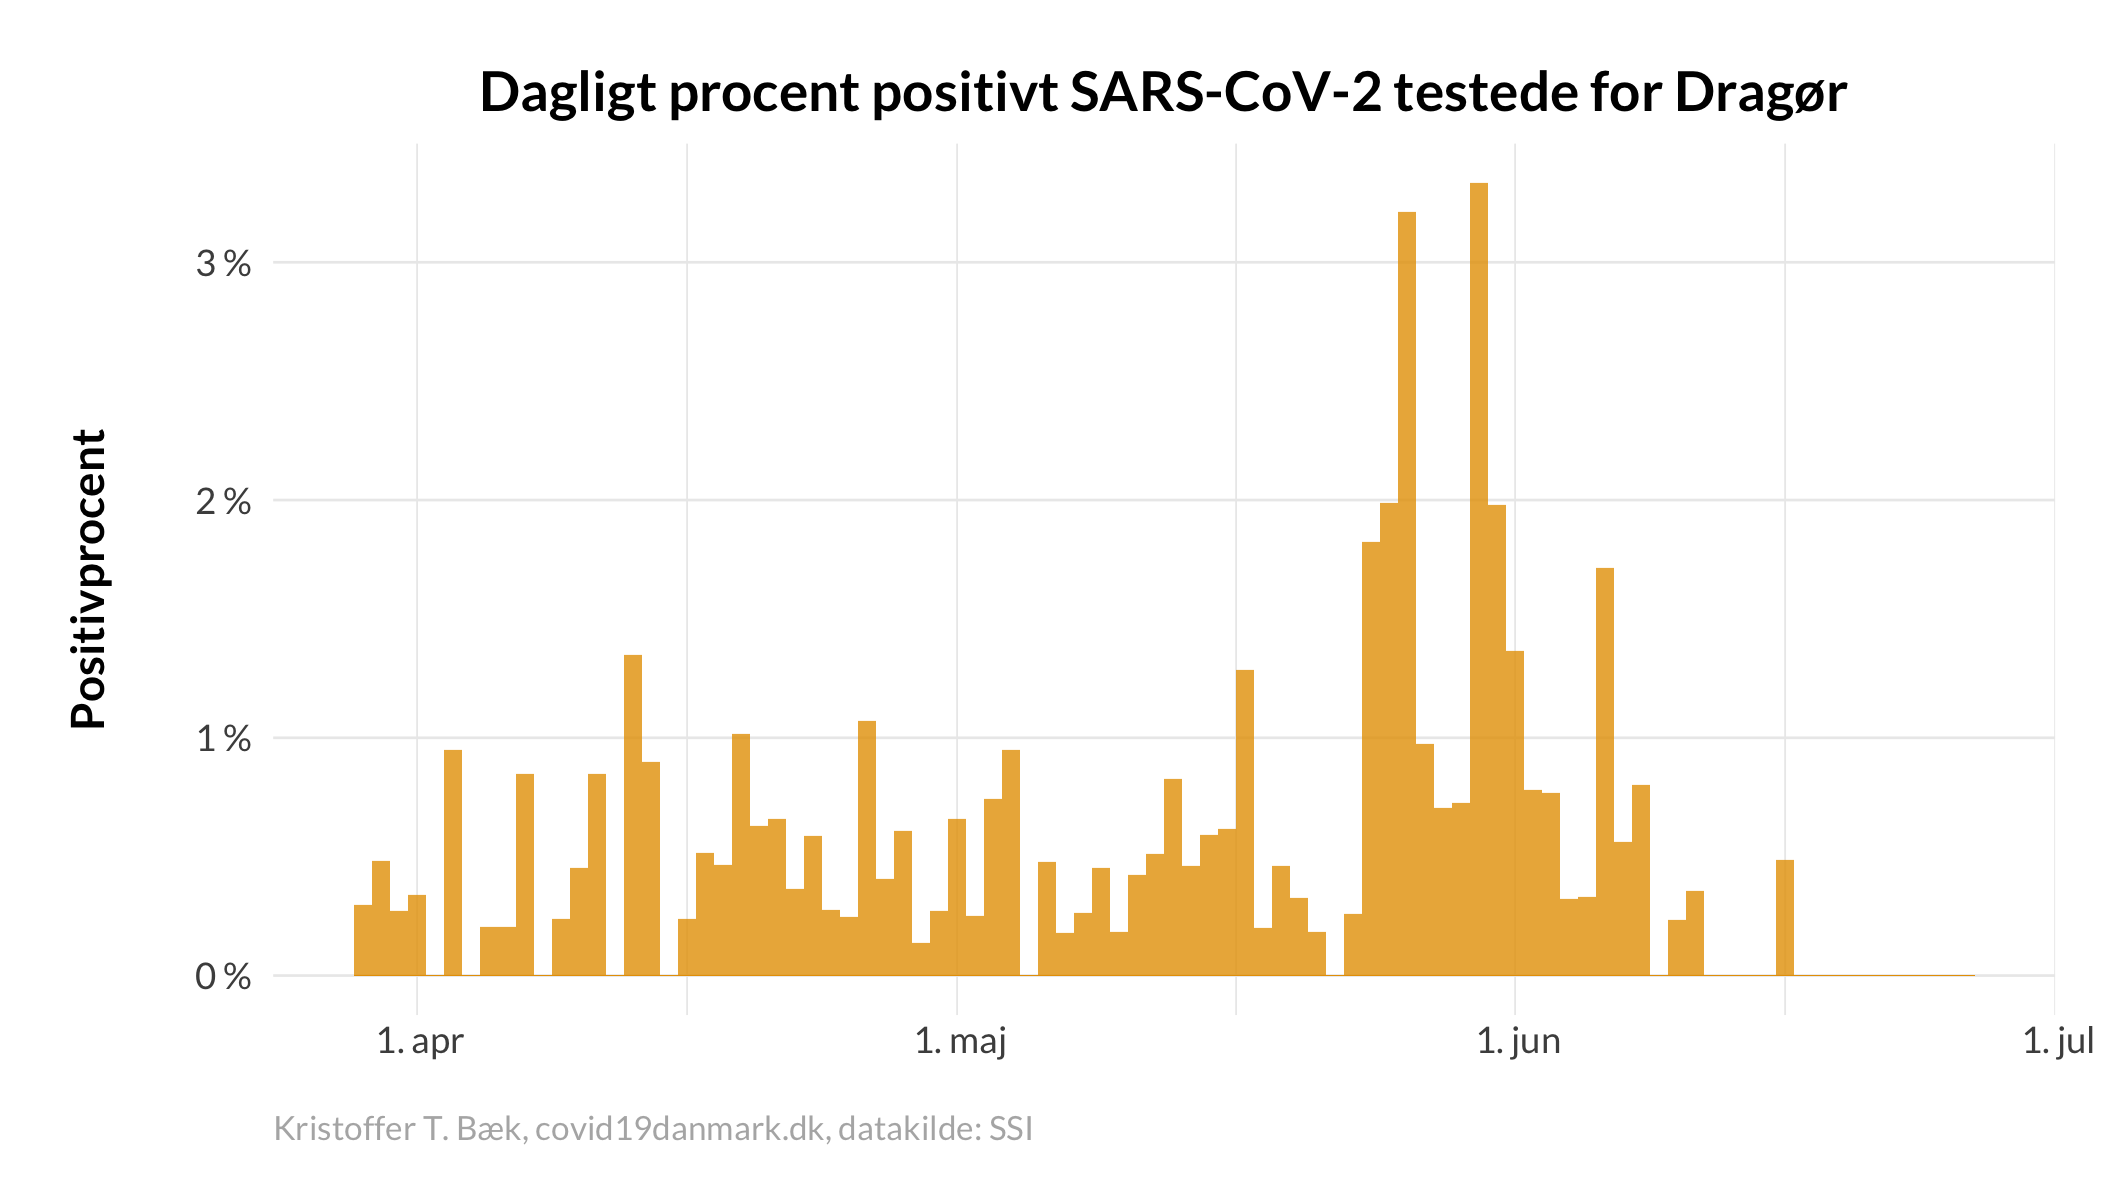 Dagligt procent positivt SARS-CoV-2 testede for Dragør
Positivprocent
3 %
2 %
1 %
0 %
1. apr
1. maj
1. jun
1. jul
Kristoffer T. Bæk, covid19danmark.dk, datakilde: SSI